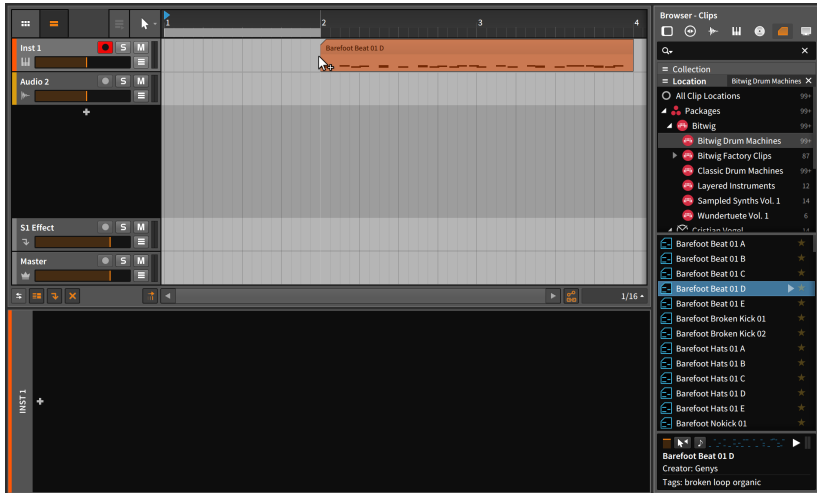 Browser - Clips
1
2
3
4
Inst 1
S
M
Barefoot Beat 01 D
Audio 2
S
M
S1 Effect
S
M
Master
S
M
1/16
INST 1
Collection
Location
Bitwig Drum Machines
All Clip Locations
99+
Packages
99+
Bitwig
99+
Bitwig Drum Machines
99+
Bitwig Factory Clips
87
Classic Drum Machines
99+
Layered Instruments
12
Sampled Synths Vol. 1
14
Wundertuete Vol. 1
6
Cristian Vogel
14
Barefoot Beat 01 A
Barefoot Beat 01 B
Barefoot Beat 01 C
Barefoot Beat 01 D
Barefoot Beat 01 E
Barefoot Broken Kick 01
Barefoot Broken Kick 02
Barefoot Hats 01 A
Barefoot Hats 01 B
Barefoot Hats 01 C
Barefoot Hats 01 D
Barefoot Hats 01 E
Barefoot Nokick 01
Barefoot Beat 01 D
Creator: Genys
Tags: broken loop organic